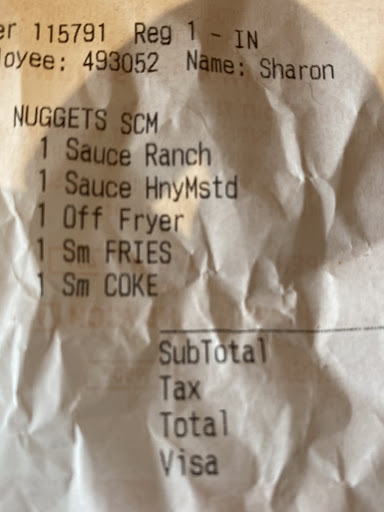 er 115791 Reg 1 - IN
loyee: 493052 Name: Sharon
NUGGETS SCM
1 Sauce Ranch
1 Sauce HnyMstd
1 Off Fryer
1 Sm FRIES
1 Sm COKE
SubTotal
Tax
Total
Visa